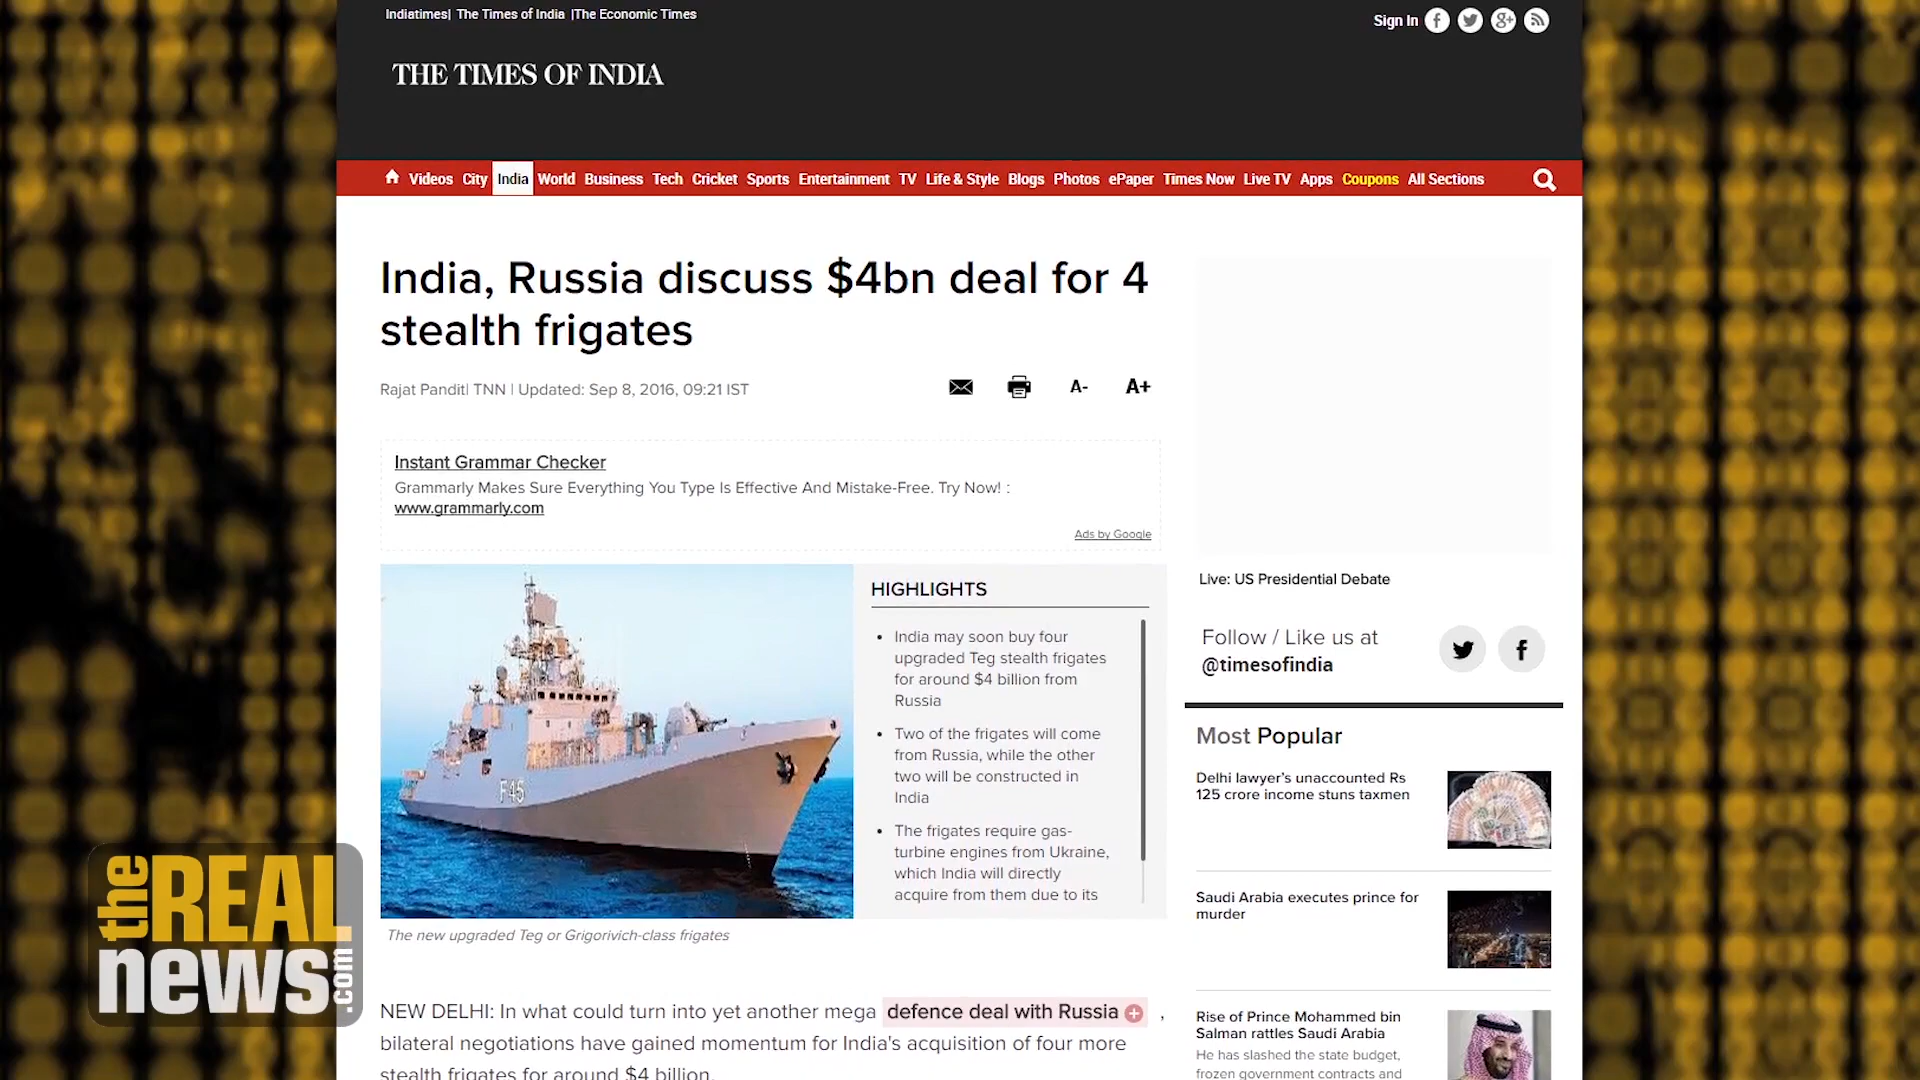 Indiatimes| The Times of India |The Economic Times
Sign In
THE TIMES OF INDIA
Videos City India World Business Tech Cricket Sports Entertainment TV Life & Style Blogs Photos ePaper Times Now Live TV Apps Coupons All Sections
India, Russia discuss $4bn deal for 4
stealth frigates
Rajat Pandit| TNN | Updated: Sep 8, 2016, 09:21 IST
A- A+
Instant Grammar Checker
Grammarly Makes Sure Everything You Type Is Effective And Mistake-Free. Try Now! :
www.grammarly.com
Ads by Google
F45
HIGHLIGHTS
• India may soon buy four
upgraded Teg stealth frigates
for around $4 billion from
Russia
• Two of the frigates will come
from Russia, while the other
two will be constructed in
India
• The frigates require gas-
turbine engines from Ukraine,
which India will directly
acquire from them due to its
The new upgraded Teg or Grigorivich-class frigates
NEW DELHI: In what could turn into yet another mega defence deal with Russia ,
bilateral negotiations have gained momentum for India's acquisition of four more
stealth frigates for around $4 billion.
Live: US Presidential Debate
Follow / Like us at
@timesofindia
Most Popular
Delhi lawyer's unaccounted Rs
125 crore income stuns taxmen
Saudi Arabia executes prince for
murder
Rise of Prince Mohammed bin
Salman rattles Saudi Arabia
He has slashed the state budget,
frozen government contracts and
the REAL
news.com